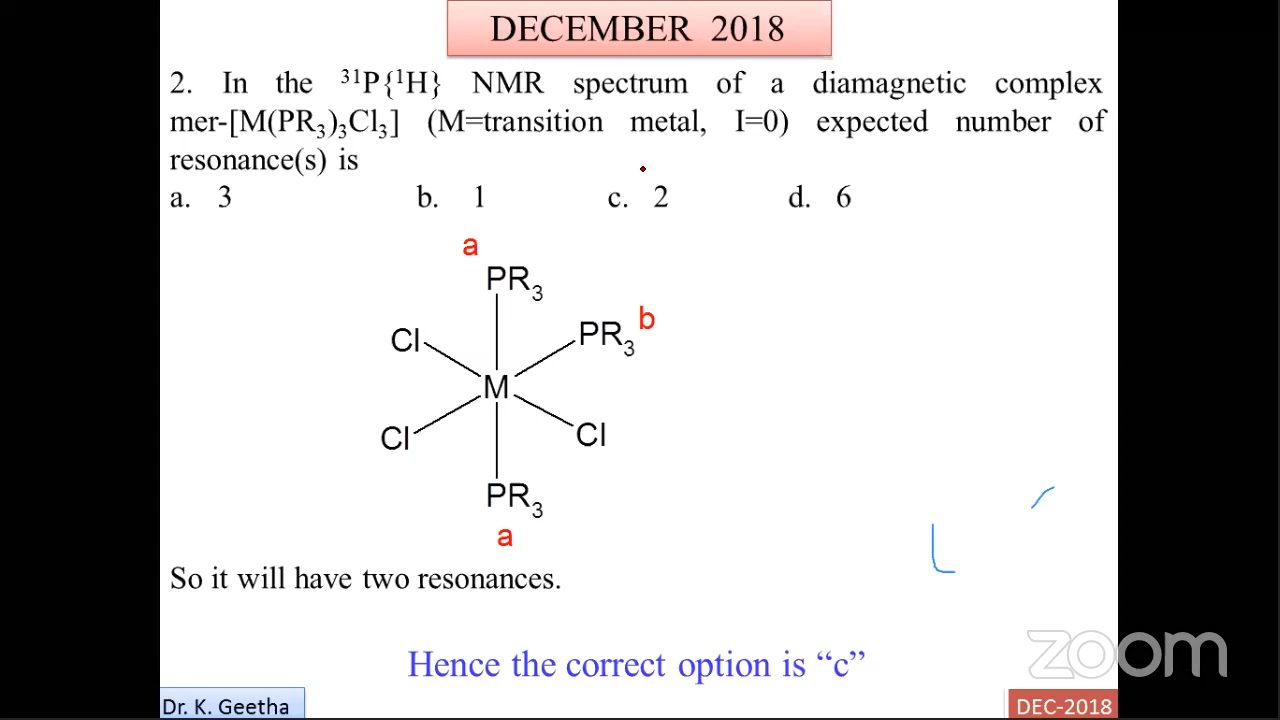 DECEMBER 2018
2. In the ³¹P{¹H} NMR spectrum of a diamagnetic complex
mer-[M(PR₃)₃Cl₃] (M=transition metal, I=0) expected number of
resonance(s) is
a. 3 b. 1 c. 2 d. 6
a
PR₃
b
Cl PR₃
M
Cl Cl
PR₃
a
So it will have two resonances.
Hence the correct option is “c”
zoom
Dr. K. Geetha DEC-2018